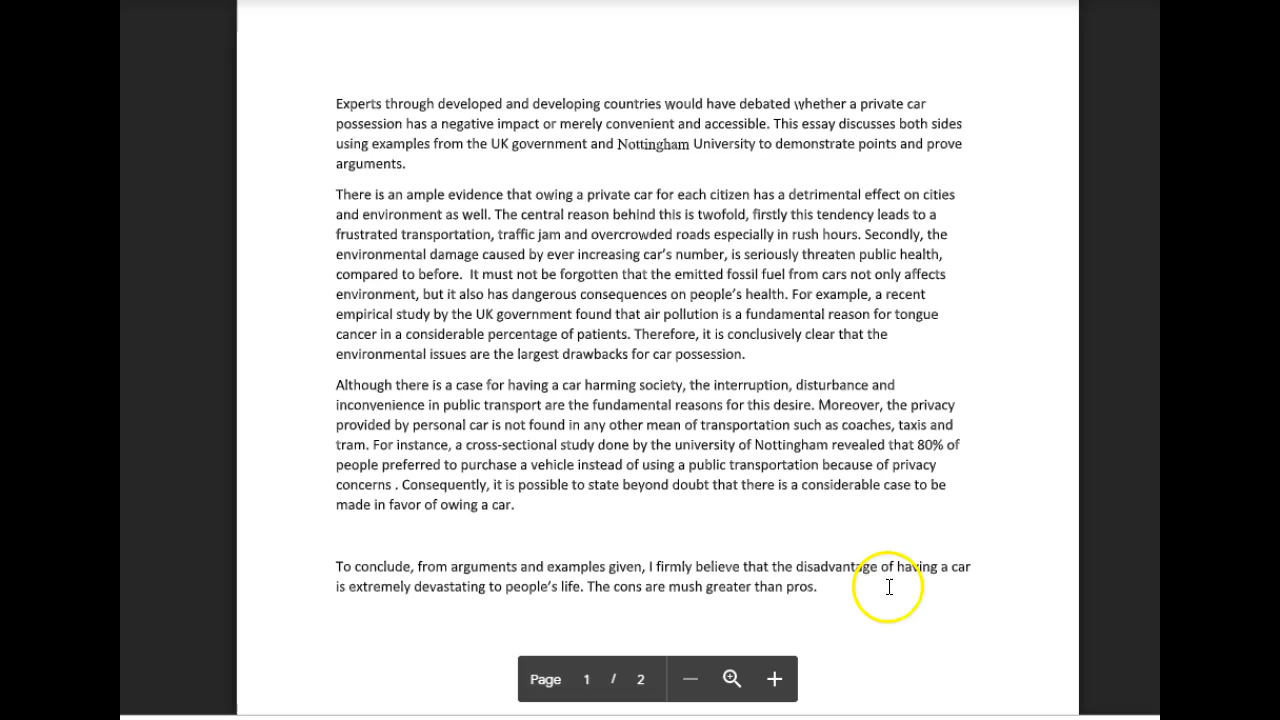 Experts through developed and developing countries would have debated whether a private car
possession has a negative impact or merely convenient and accessible. This essay discusses both sides
using examples from the UK government and Nottingham University to demonstrate points and prove
arguments.
There is an ample evidence that owing a private car for each citizen has a detrimental effect on cities
and environment as well. The central reason behind this is twofold, firstly this tendency leads to a
frustrated transportation, traffic jam and overcrowded roads especially in rush hours. Secondly, the
environmental damage caused by ever increasing car's number, is seriously threaten public health,
compared to before.  It must not be forgotten that the emitted fossil fuel from cars not only affects
environment, but it also has dangerous consequences on people's health. For example, a recent
empirical study by the UK government found that air pollution is a fundamental reason for tongue
cancer in a considerable percentage of patients. Therefore, it is conclusively clear that the
environmental issues are the largest drawbacks for car possession.
Although there is a case for having a car harming society, the interruption, disturbance and
inconvenience in public transport are the fundamental reasons for this desire. Moreover, the privacy
provided by personal car is not found in any other mean of transportation such as coaches, taxis and
tram. For instance, a cross-sectional study done by the university of Nottingham revealed that 80% of
people preferred to purchase a vehicle instead of using a public transportation because of privacy
concerns . Consequently, it is possible to state beyond doubt that there is a considerable case to be
made in favor of owing a car.
To conclude, from arguments and examples given, I firmly believe that the disadvantage of having a car
is extremely devastating to people's life. The cons are mush greater than pros.
Page 1 / 2